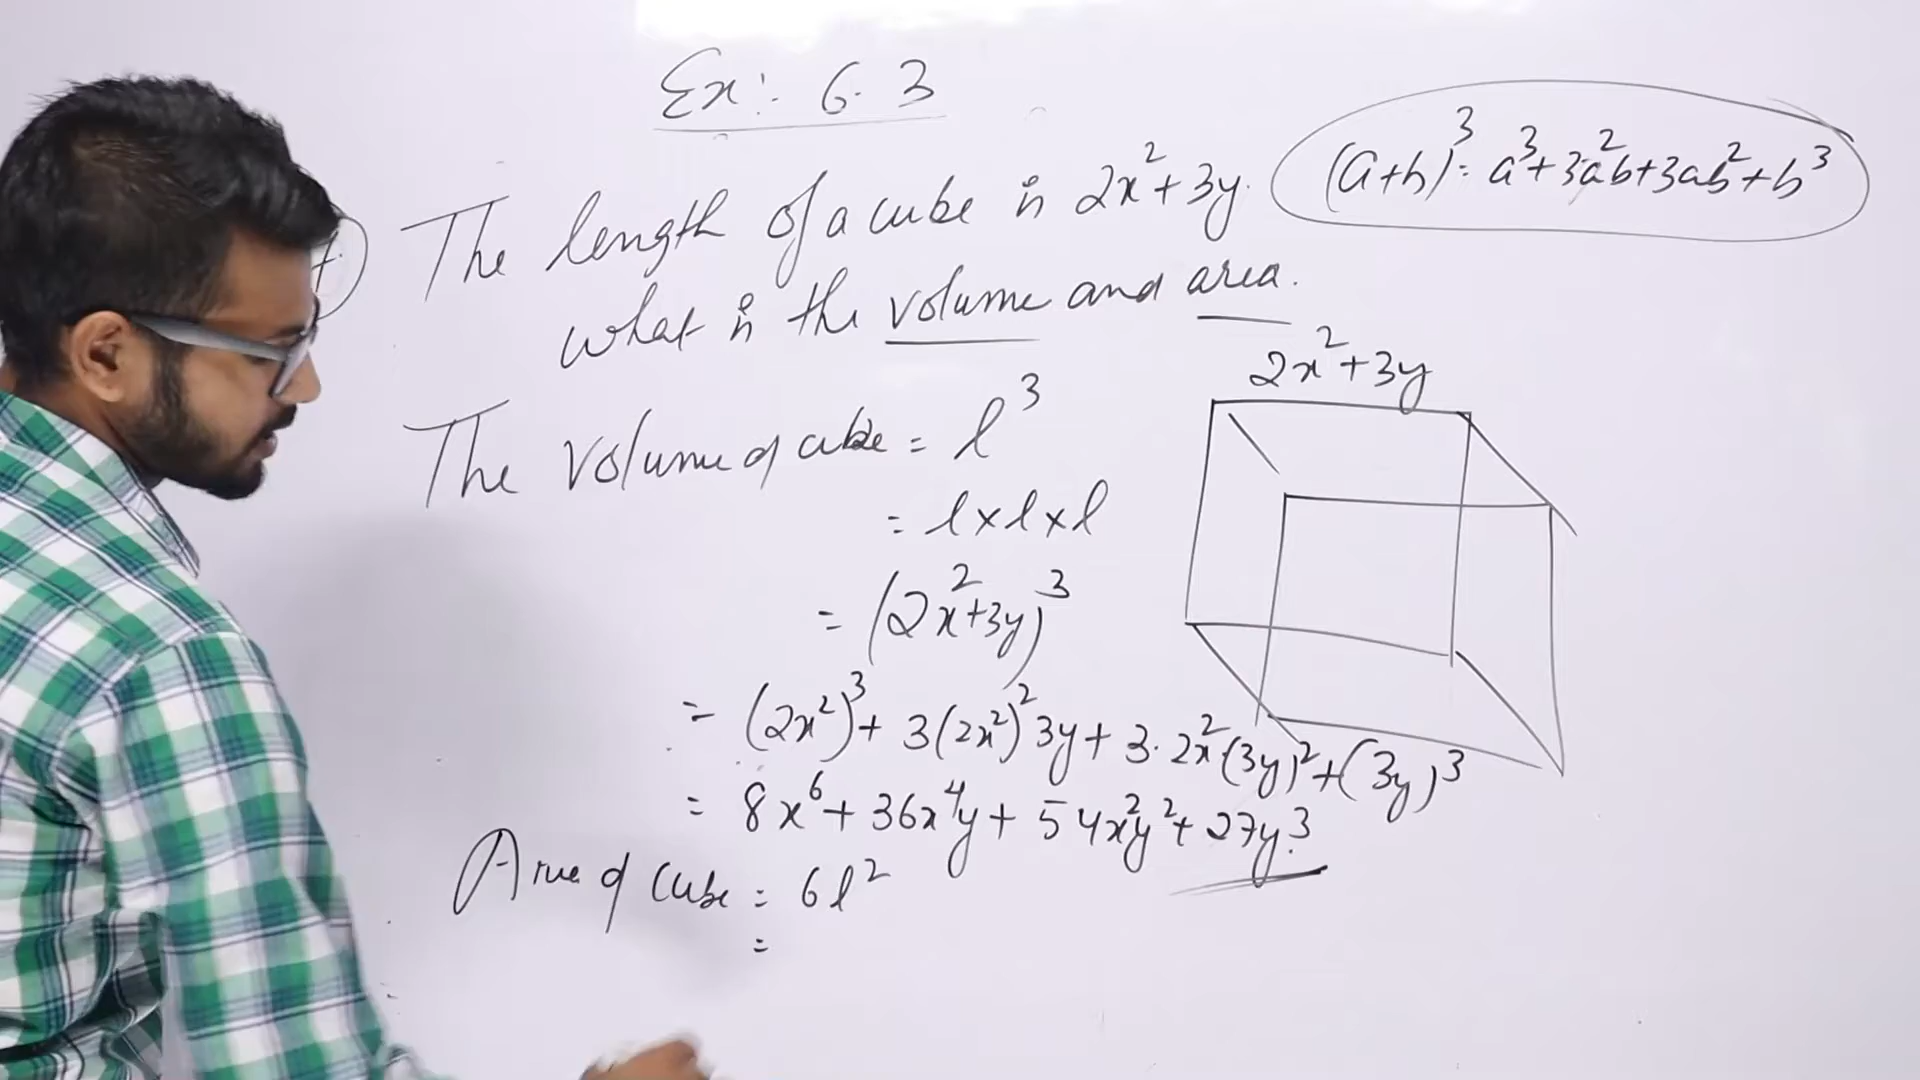 Ex:- 6.3
(a+b)³ = a³+3a²b+3ab²+b³
The length of a cube is 2x²+3y.
what is the volume and area.
2x²+3y
The volume of cube = l³
= l×l×l
= (2x²+3y)³
= (2x²)³+ 3(2x²)²3y+ 3·2x²(3y)²+(3y)³
= 8x⁶+ 36x⁴y+ 54x²y²+ 27y³.
Area of cube = 6l²
=